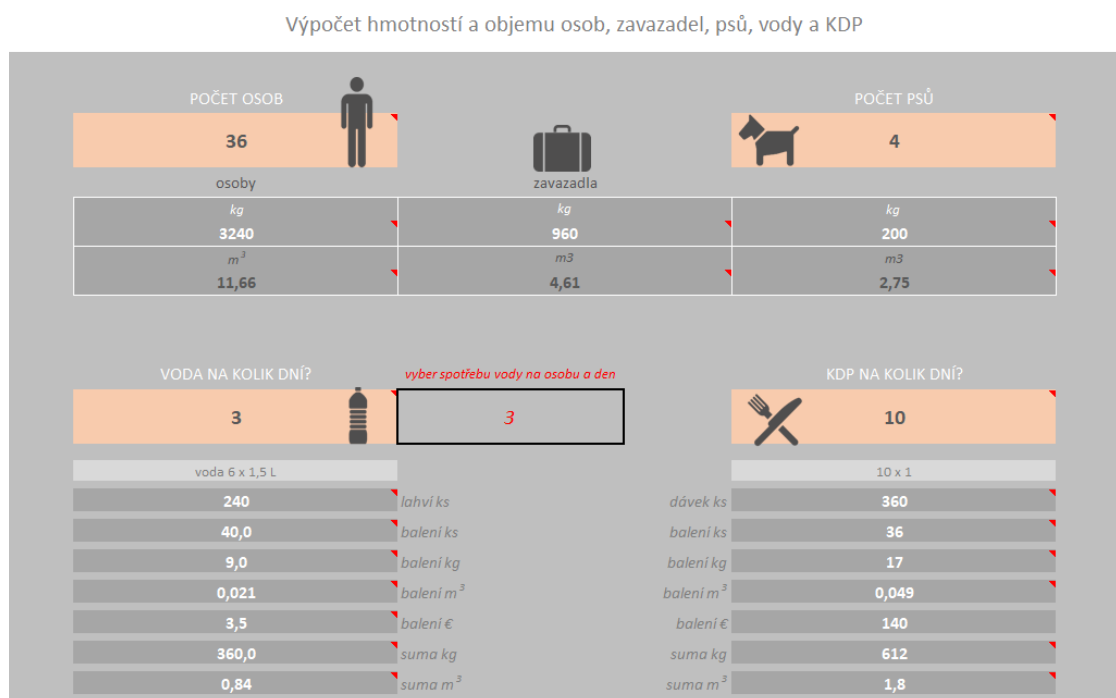 Výpočet hmotností a objemu osob, zavazadel, psů, vody a KDP
POČET OSOB
POČET PSŮ
36
4
osoby
zavazadla
kg kg kg
3240 960 200
m³ m3 m3
11,66 4,61 2,75
VODA NA KOLIK DNÍ?
vyber spotřebu vody na osobu a den
KDP NA KOLIK DNÍ?
3 3 10
voda 6 x 1,5 L 10 x 1
240 lahví ks dávek ks 360
40,0 balení ks balení ks 36
9,0 balení kg balení kg 17
0,021 balení m³ balení m³ 0,049
3,5 balení € balení € 140
360,0 suma kg suma kg 612
0,84 suma m³ suma m³ 1,8